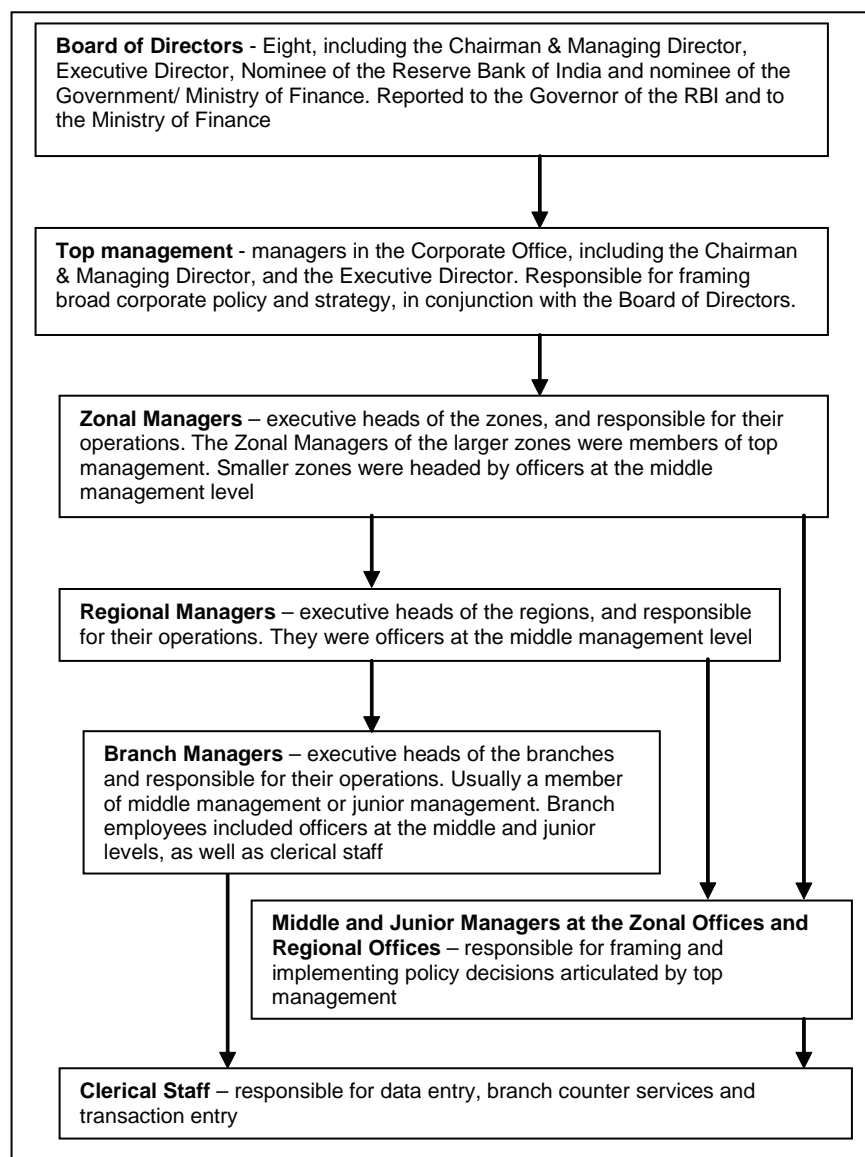 Board of Directors - Eight, including the Chairman & Managing Director,
Executive Director, Nominee of the Reserve Bank of India and nominee of the
Government/ Ministry of Finance. Reported to the Governor of the RBI and to
the Ministry of Finance
Top management - managers in the Corporate Office, including the Chairman
& Managing Director, and the Executive Director. Responsible for framing
broad corporate policy and strategy, in conjunction with the Board of Directors.
Zonal Managers – executive heads of the zones, and responsible for their
operations. The Zonal Managers of the larger zones were members of top
management. Smaller zones were headed by officers at the middle
management level
Regional Managers – executive heads of the regions, and responsible
for their operations. They were officers at the middle management level
Branch Managers – executive heads of the branches
and responsible for their operations. Usually a member
of middle management or junior management. Branch
employees included officers at the middle and junior
levels, as well as clerical staff
Middle and Junior Managers at the Zonal Offices and
Regional Offices – responsible for framing and
implementing policy decisions articulated by top
management
Clerical Staff – responsible for data entry, branch counter services and
transaction entry